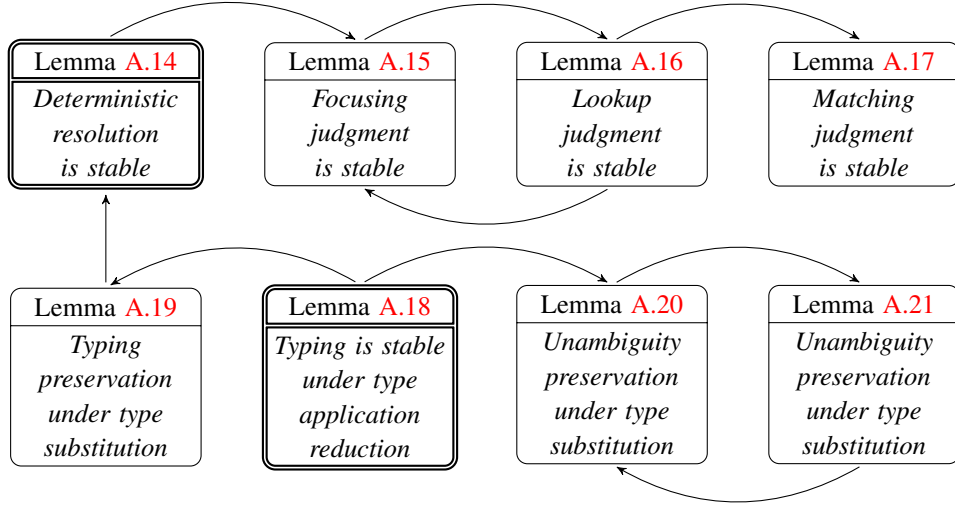 Lemma A.14
Deterministic
resolution
is stable
Lemma A.15
Focusing
judgment
is stable
Lemma A.16
Lookup
judgment
is stable
Lemma A.17
Matching
judgment
is stable
Lemma A.19
Typing
preservation
under type
substitution
Lemma A.18
Typing is stable
under type
application
reduction
Lemma A.20
Unambiguity
preservation
under type
substitution
Lemma A.21
Unambiguity
preservation
under type
substitution